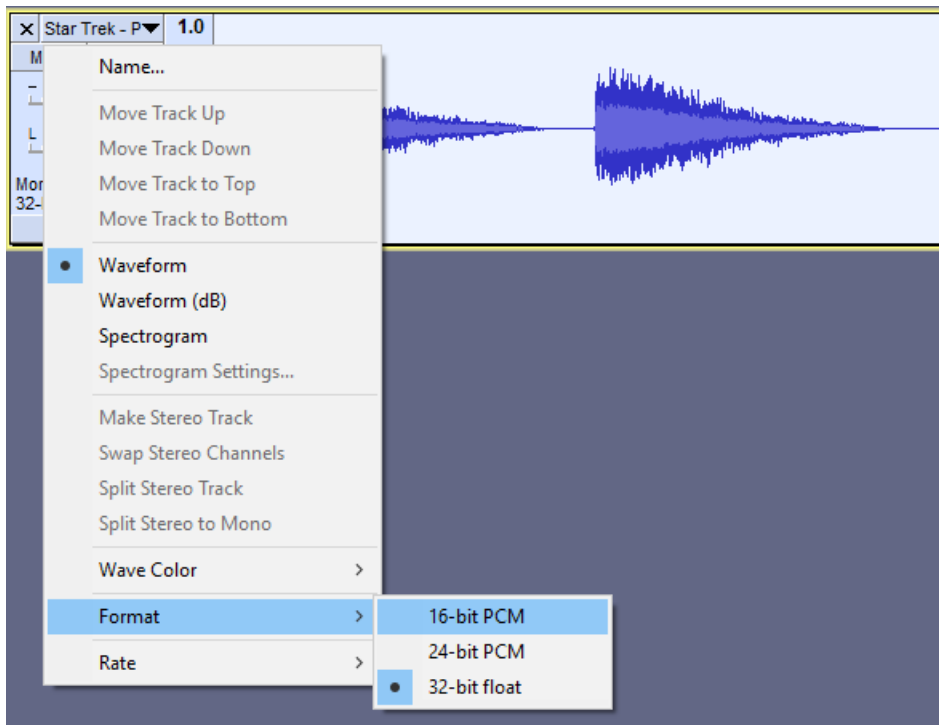 × Star Trek - P▼ 1.0
M
Name...
Move Track Up
Move Track Down
L
Move Track to Top
Mor
32-
Move Track to Bottom
Waveform
Waveform (dB)
Spectrogram
Spectrogram Settings...
Make Stereo Track
Swap Stereo Channels
Split Stereo Track
Split Stereo to Mono
Wave Color
Format
16-bit PCM
24-bit PCM
Rate
32-bit float